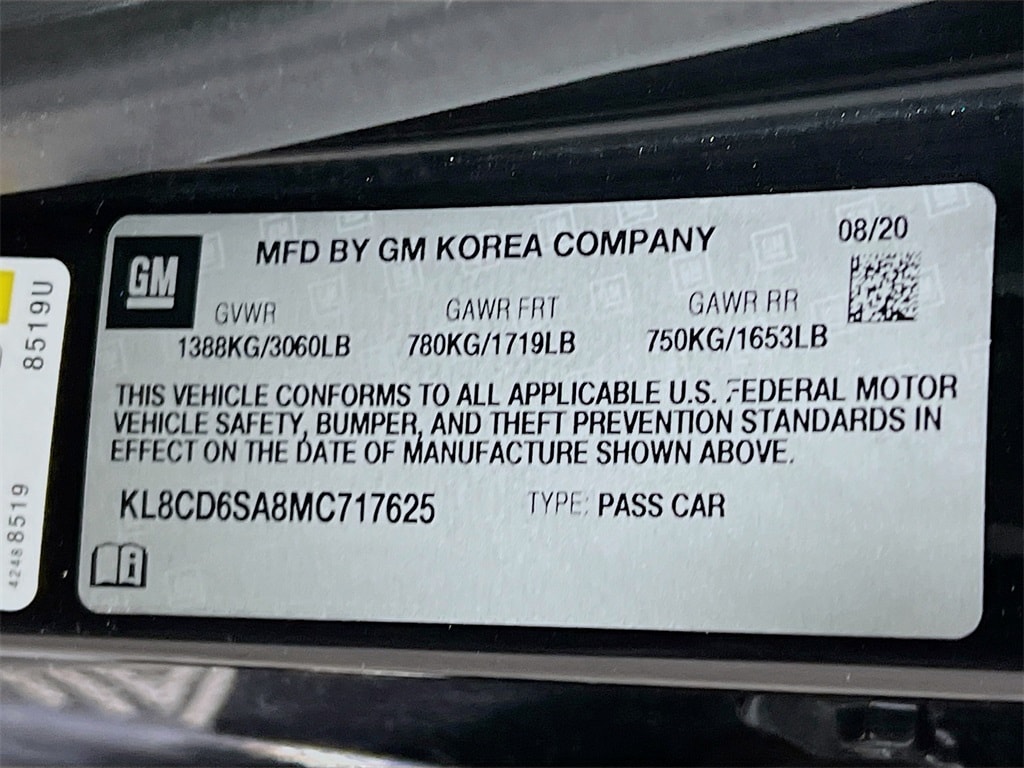 GM
MFD BY GM KOREA COMPANY
08/20
GVWR
GAWR FRT
GAWR RR
1388KG/3060LB
780KG/1719LB
750KG/1653LB
THIS VEHICLE CONFORMS TO ALL APPLICABLE U.S. FEDERAL MOTOR
VEHICLE SAFETY, BUMPER, AND THEFT PREVENTION STANDARDS IN
EFFECT ON THE DATE OF MANUFACTURE SHOWN ABOVE.
KL8CD6SA8MC717625
TYPE: PASS CAR
i
8519U
42488519